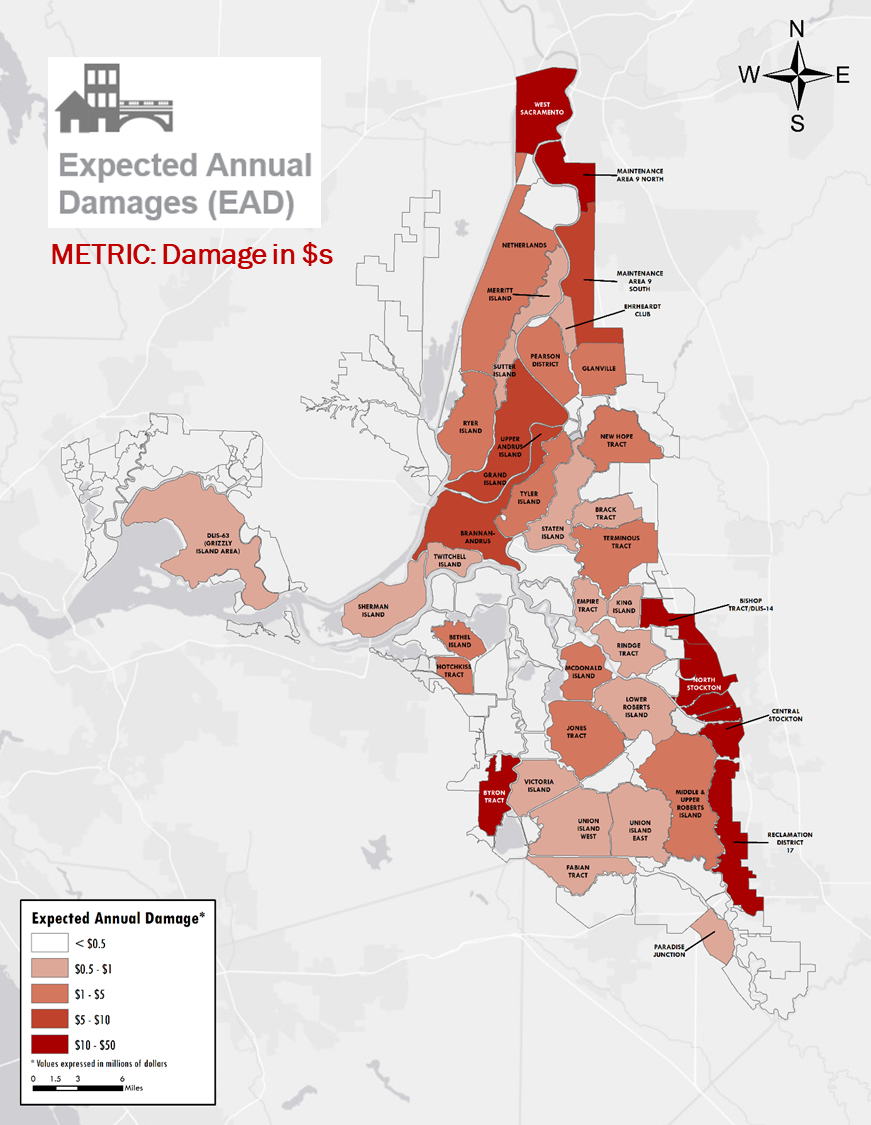 N
W E
S
Expected Annual
Damages (EAD)
METRIC: Damage in $s
WEST
SACRAMENTO
MAINTENANCE
AREA 9 NORTH
NETHERLANDS
MERRITT
ISLAND
MAINTENANCE
AREA 9
SOUTH
EHRHEARDT
CLUB
PEARSON
DISTRICT
SUTTER
ISLAND
GLANVILLE
RYER
ISLAND
UPPER
ANDRUS
ISLAND
NEW HOPE
TRACT
GRAND
ISLAND
TYLER
ISLAND
BRACK
TRACT
STATEN
ISLAND
BRANNAN-
ANDRUS
TERMINOUS
TRACT
DLIS-63
(GRIZZLY
ISLAND AREA)
TWITCHELL
ISLAND
SHERMAN
ISLAND
EMPIRE
TRACT
KING
ISLAND
BISHOP
TRACT/DLIS-14
BETHEL
ISLAND
RINDGE
TRACT
HOTCHKISS
TRACT
MCDONALD
ISLAND
NORTH
STOCKTON
LOWER
ROBERTS
ISLAND
CENTRAL
STOCKTON
JONES
TRACT
BYRON
TRACT
VICTORIA
ISLAND
MIDDLE &
UPPER
ROBERTS
ISLAND
UNION
ISLAND
WEST
UNION
ISLAND
EAST
RECLAMATION
DISTRICT
17
FABIAN
TRACT
PARADISE
JUNCTION
Expected Annual Damage*
< $0.5
$0.5 - $1
$1 - $5
$5 - $10
$10 - $50
* Values expressed in millions of dollars
0 1.5 3 6
Miles